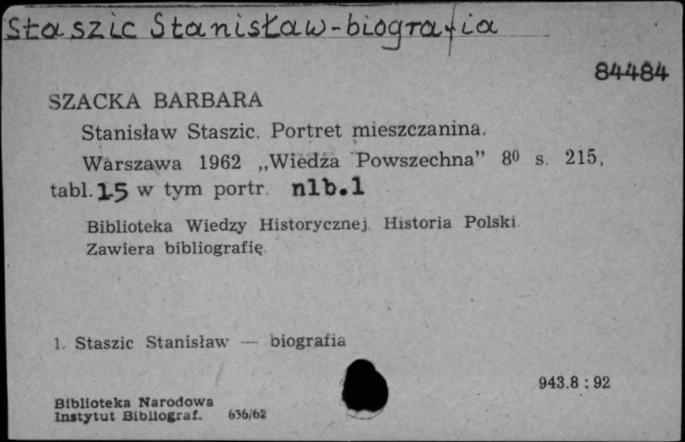 Staszic Stanisław-biografia
84484
SZACKA BARBARA
Stanisław Staszic. Portret mieszczanina.
Warszawa 1962 „Wiedza Powszechna” 8⁰ s. 215,
tabl. 15 w tym portr. nlb.1
Biblioteka Wiedzy Historycznej. Historia Polski.
Zawiera bibliografię.
1. Staszic Stanisław — biografia
943.8 : 92
Biblioteka Narodowa
Instytut Bibliograf. 636/62